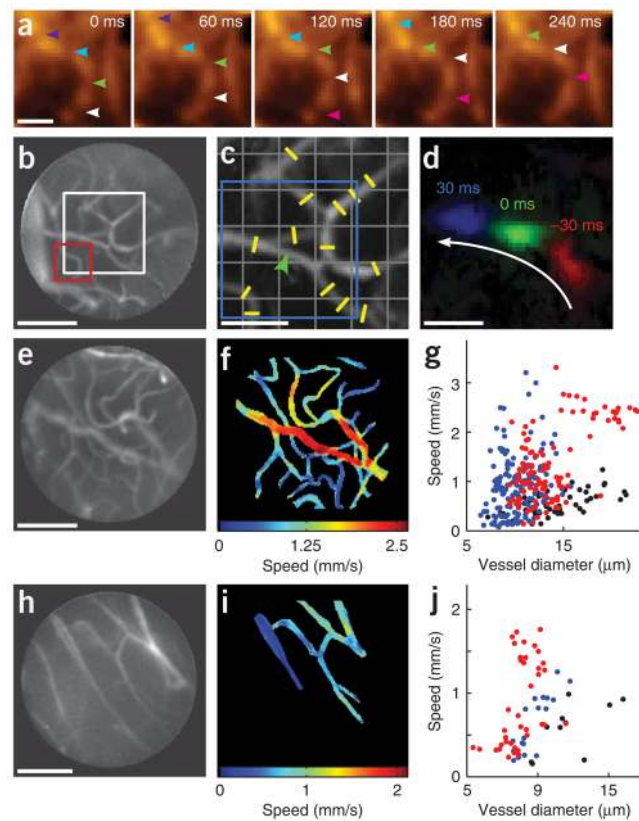 a
0 ms
60 ms
120 ms
180 ms
240 ms
b
c
d
30 ms
0 ms
–30 ms
e
f
g
0
1.25
2.5
Speed (mm/s)
3
2
1
0
Speed (mm/s)
5
15
Vessel diameter (μm)
h
i
j
0
1
2
Speed (mm/s)
2
1
0
Speed (mm/s)
5
9
15
Vessel diameter (μm)